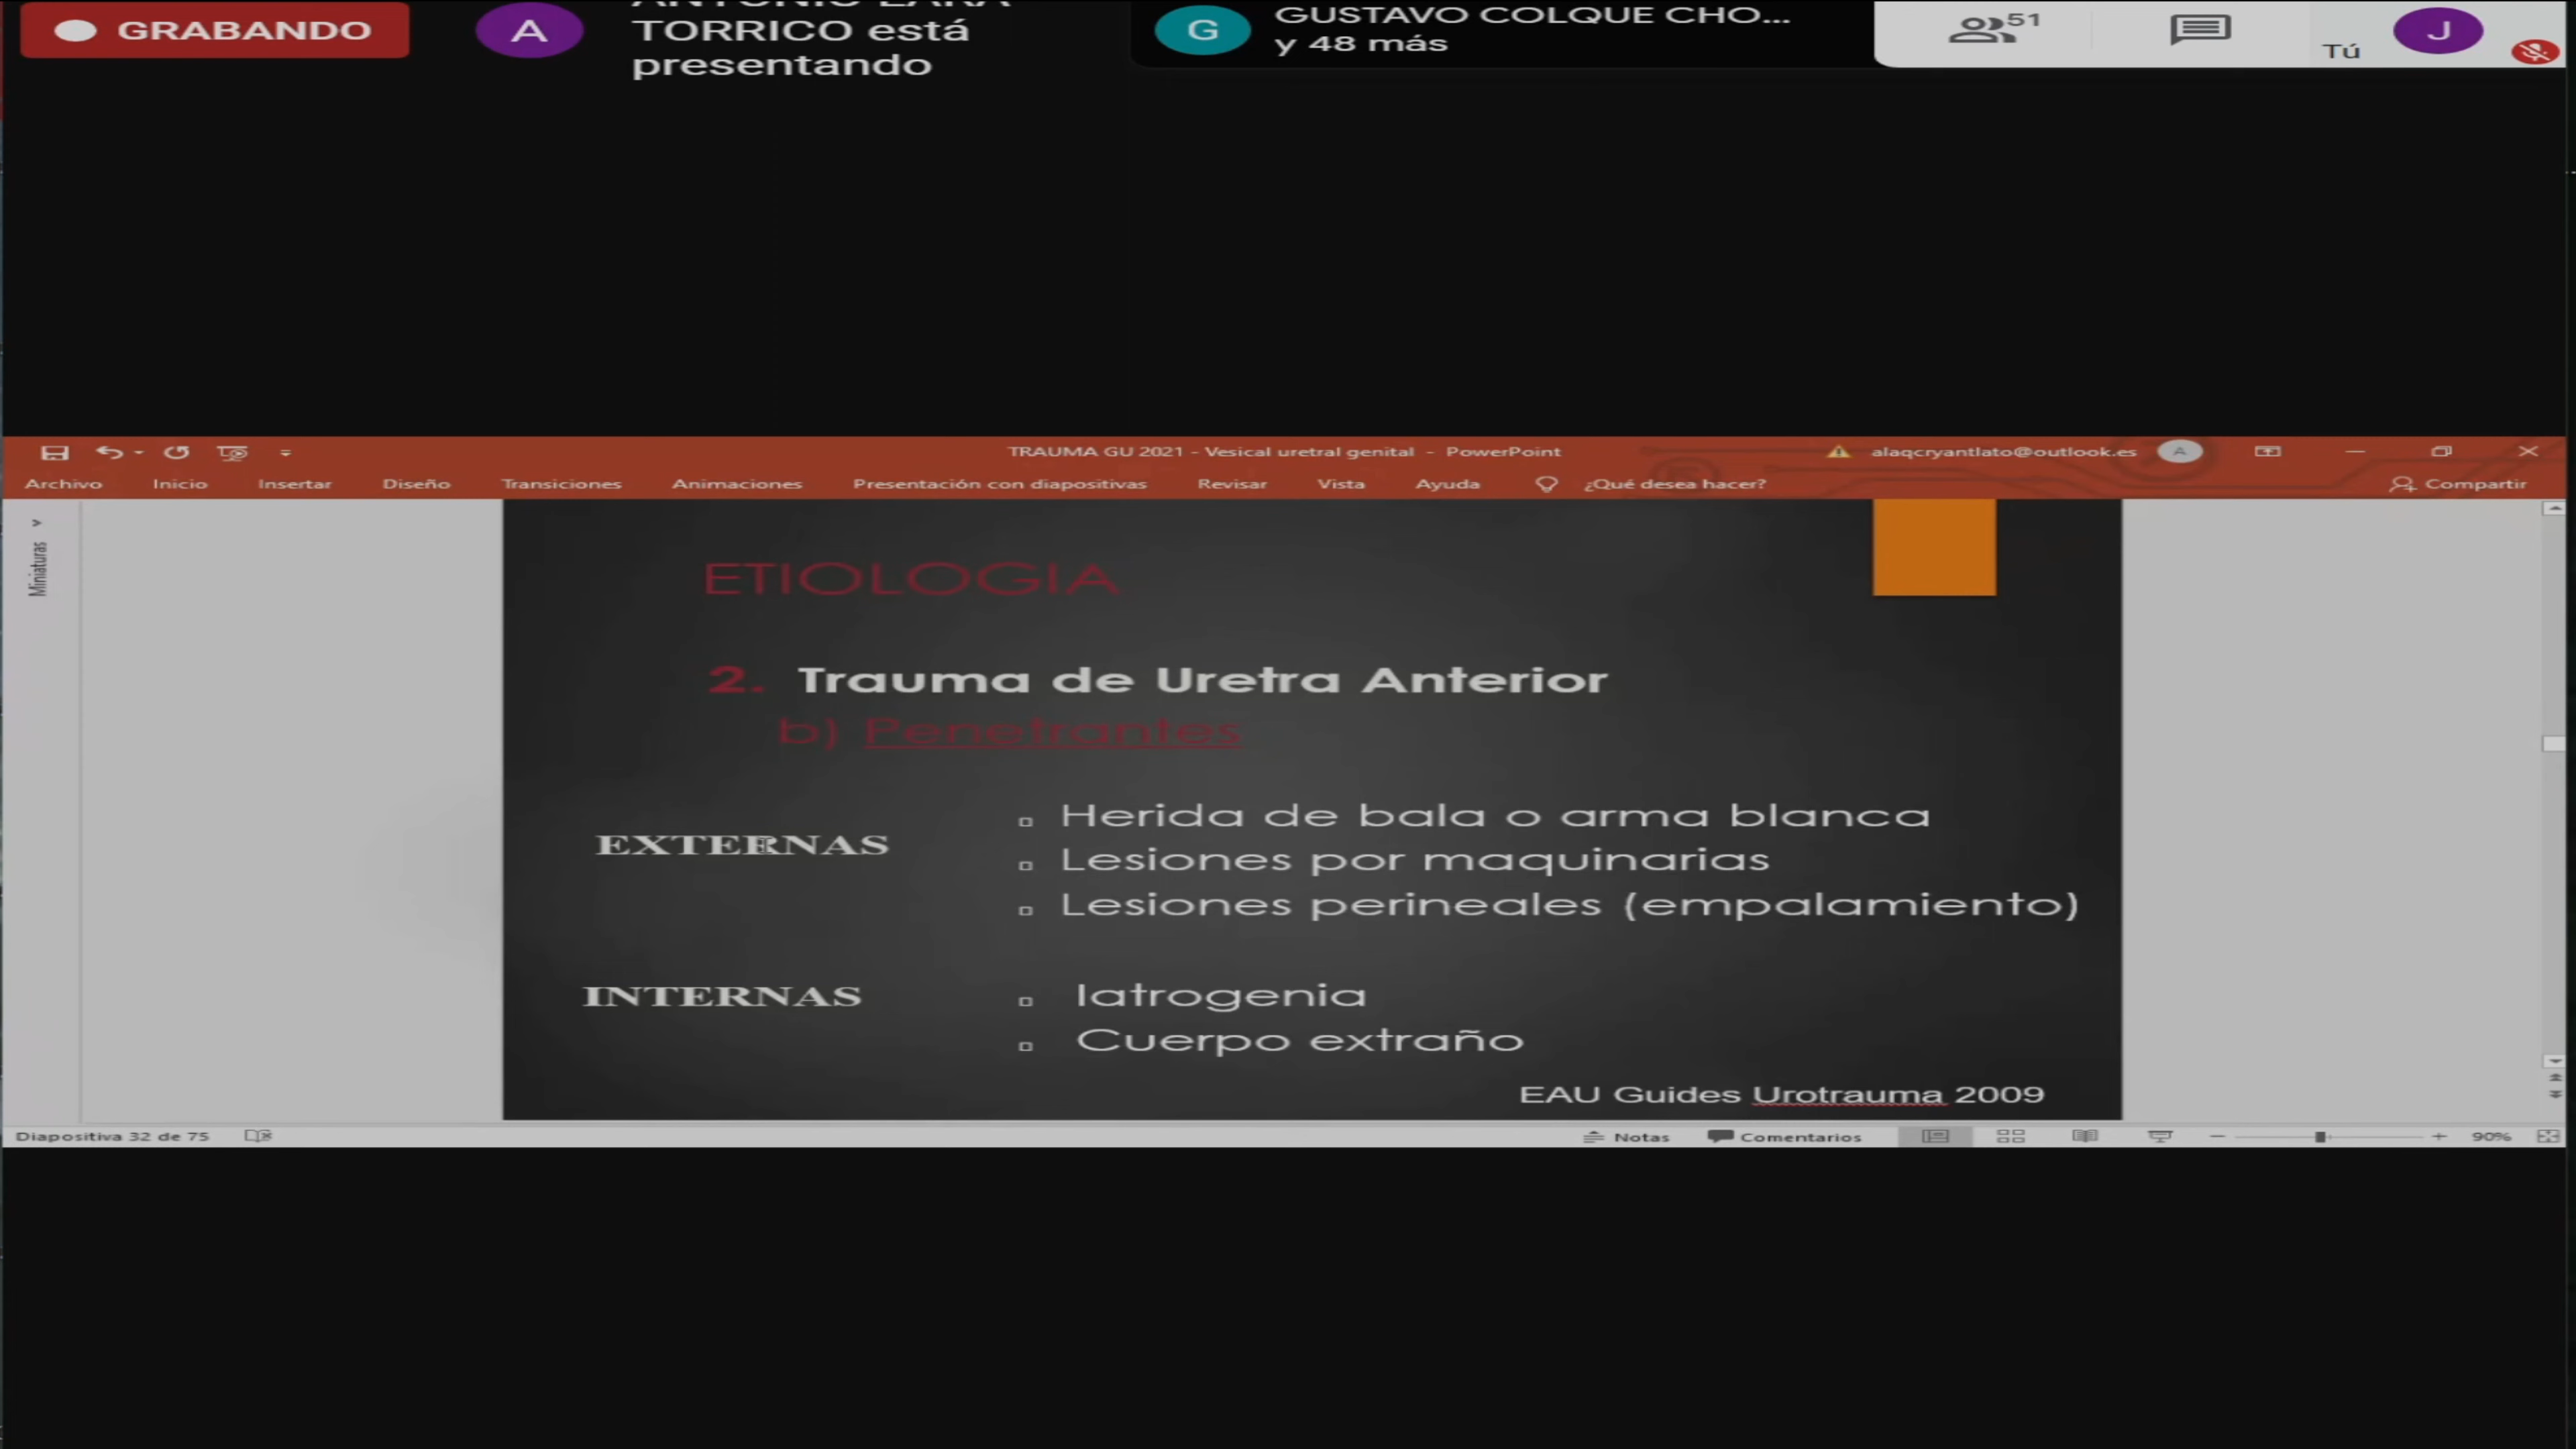 GRABANDO
A
TORRICO está
presentando
G
GUSTAVO COLQUE CHO...
y 48 más
51
Tú
J
TRAUMA GU 2021 - Vesical uretral genital - PowerPoint
alaqcryantlato@outlook.es
A
Archivo Inicio Insertar Diseño Transiciones Animaciones Presentación con diapositivas Revisar Vista Ayuda ¿Qué desea hacer? Compartir
Miniaturas
ETIOLOGIA
2. Trauma de Uretra Anterior
b) Penetrantes
EXTERNAS
Herida de bala o arma blanca
Lesiones por maquinarias
Lesiones perineales (empalamiento)
INTERNAS
Iatrogenia
Cuerpo extraño
EAU Guides Urotrauma 2009
Diapositiva 32 de 75 Notas Comentarios 90%